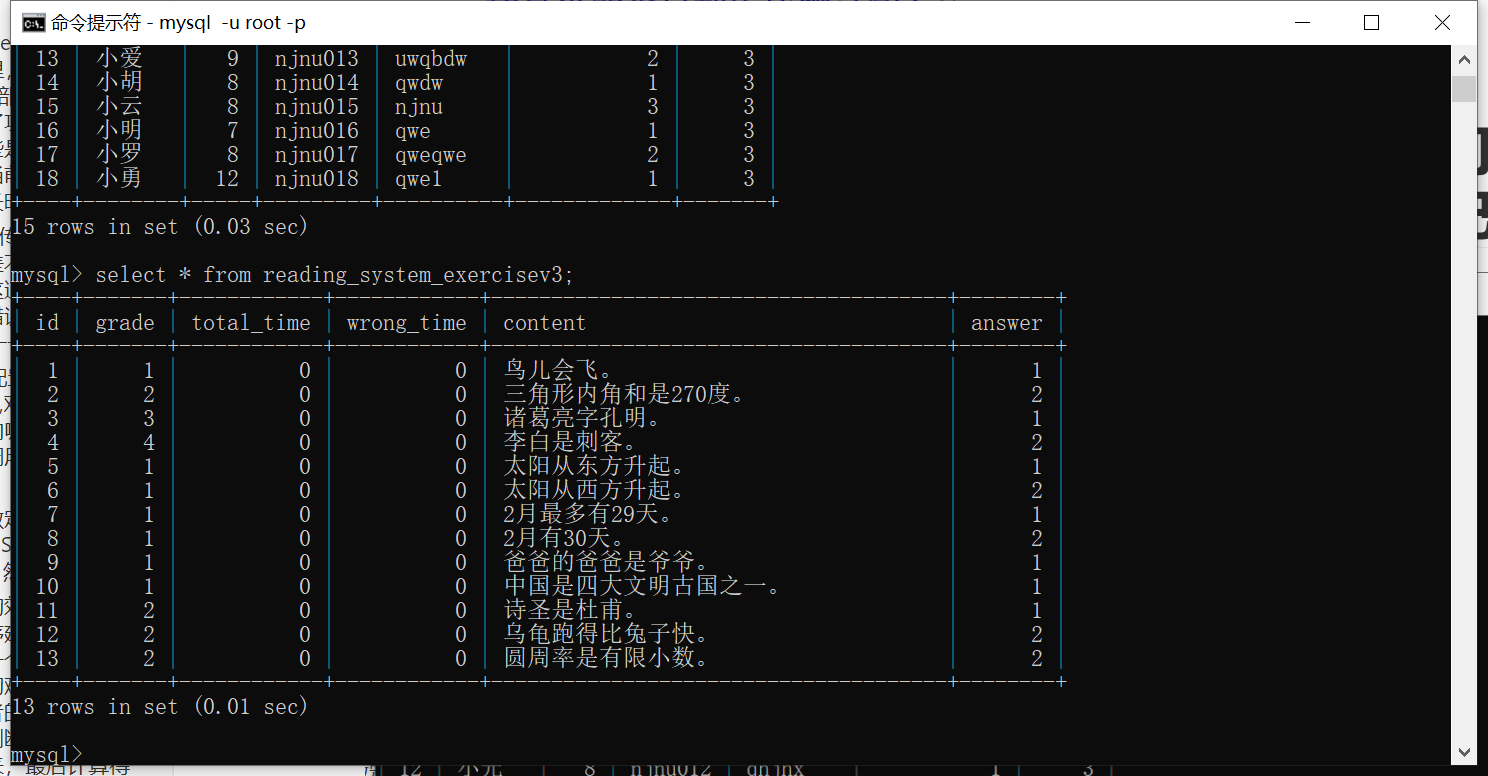 命令提示符 - mysql -u root -p
| 13 | 小爱 | 9 | njnu013 | uwqbdw | 2 | 3 |
| 14 | 小胡 | 8 | njnu014 | qwdw | 1 | 3 |
| 15 | 小云 | 8 | njnu015 | njnu | 3 | 3 |
| 16 | 小明 | 7 | njnu016 | qwe | 1 | 3 |
| 17 | 小罗 | 8 | njnu017 | qweqwe | 2 | 3 |
| 18 | 小勇 | 12 | njnu018 | qwe1 | 1 | 3 |
15 rows in set (0.03 sec)
mysql> select * from reading_system_exercisev3;
| id | grade | total_time | wrong_time | content | answer |
| 1 | 1 | 0 | 0 | 鸟儿会飞。 | 1 |
| 2 | 2 | 0 | 0 | 三角形内角和是270度。 | 2 |
| 3 | 3 | 0 | 0 | 诸葛亮字孔明。 | 1 |
| 4 | 4 | 0 | 0 | 李白是刺客。 | 2 |
| 5 | 1 | 0 | 0 | 太阳从东方升起。 | 1 |
| 6 | 1 | 0 | 0 | 太阳从西方升起。 | 2 |
| 7 | 1 | 0 | 0 | 2月最多有29天。 | 1 |
| 8 | 1 | 0 | 0 | 2月有30天。 | 2 |
| 9 | 1 | 0 | 0 | 爸爸的爸爸是爷爷。 | 1 |
| 10 | 1 | 0 | 0 | 中国是四大文明古国之一。 | 1 |
| 11 | 2 | 0 | 0 | 诗圣是杜甫。 | 1 |
| 12 | 2 | 0 | 0 | 乌龟跑得比兔子快。 | 2 |
| 13 | 2 | 0 | 0 | 圆周率是有限小数。 | 2 |
13 rows in set (0.01 sec)
mysql>